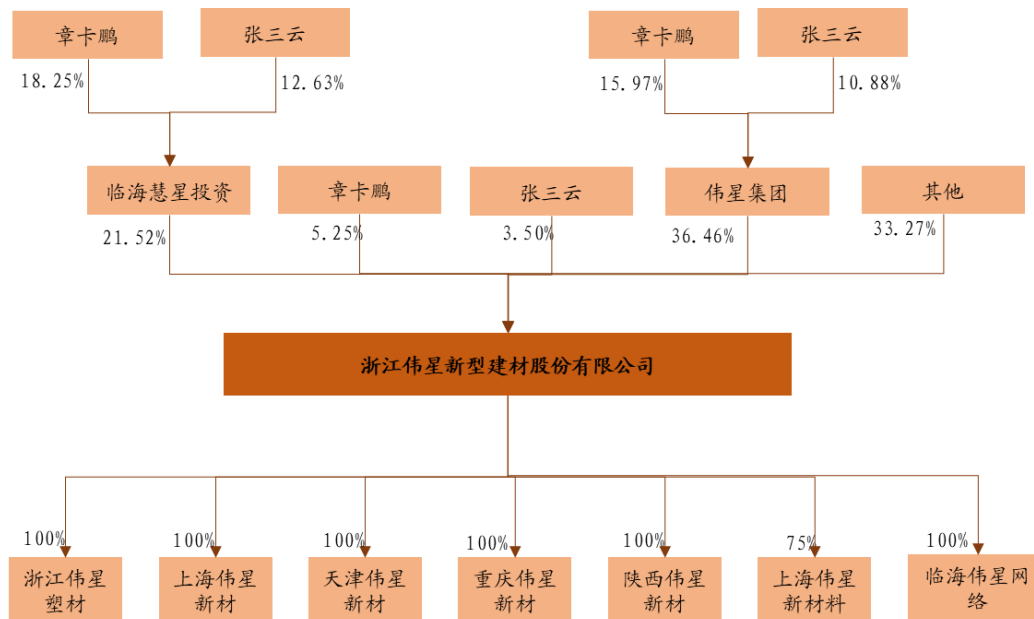 章卡鹏
张三云
章卡鹏
张三云
18.25%
12.63%
15.97%
10.88%
临海慧星投资
章卡鹏
张三云
伟星集团
其他
21.52%
5.25%
3.50%
36.46%
33.27%
浙江伟星新型建材股份有限公司
100%
100%
100%
100%
100%
75%
100%
浙江伟星
塑材
上海伟星
新材
天津伟星
新材
重庆伟星
新材
陕西伟星
新材
上海伟星
新材料
临海伟星网
络